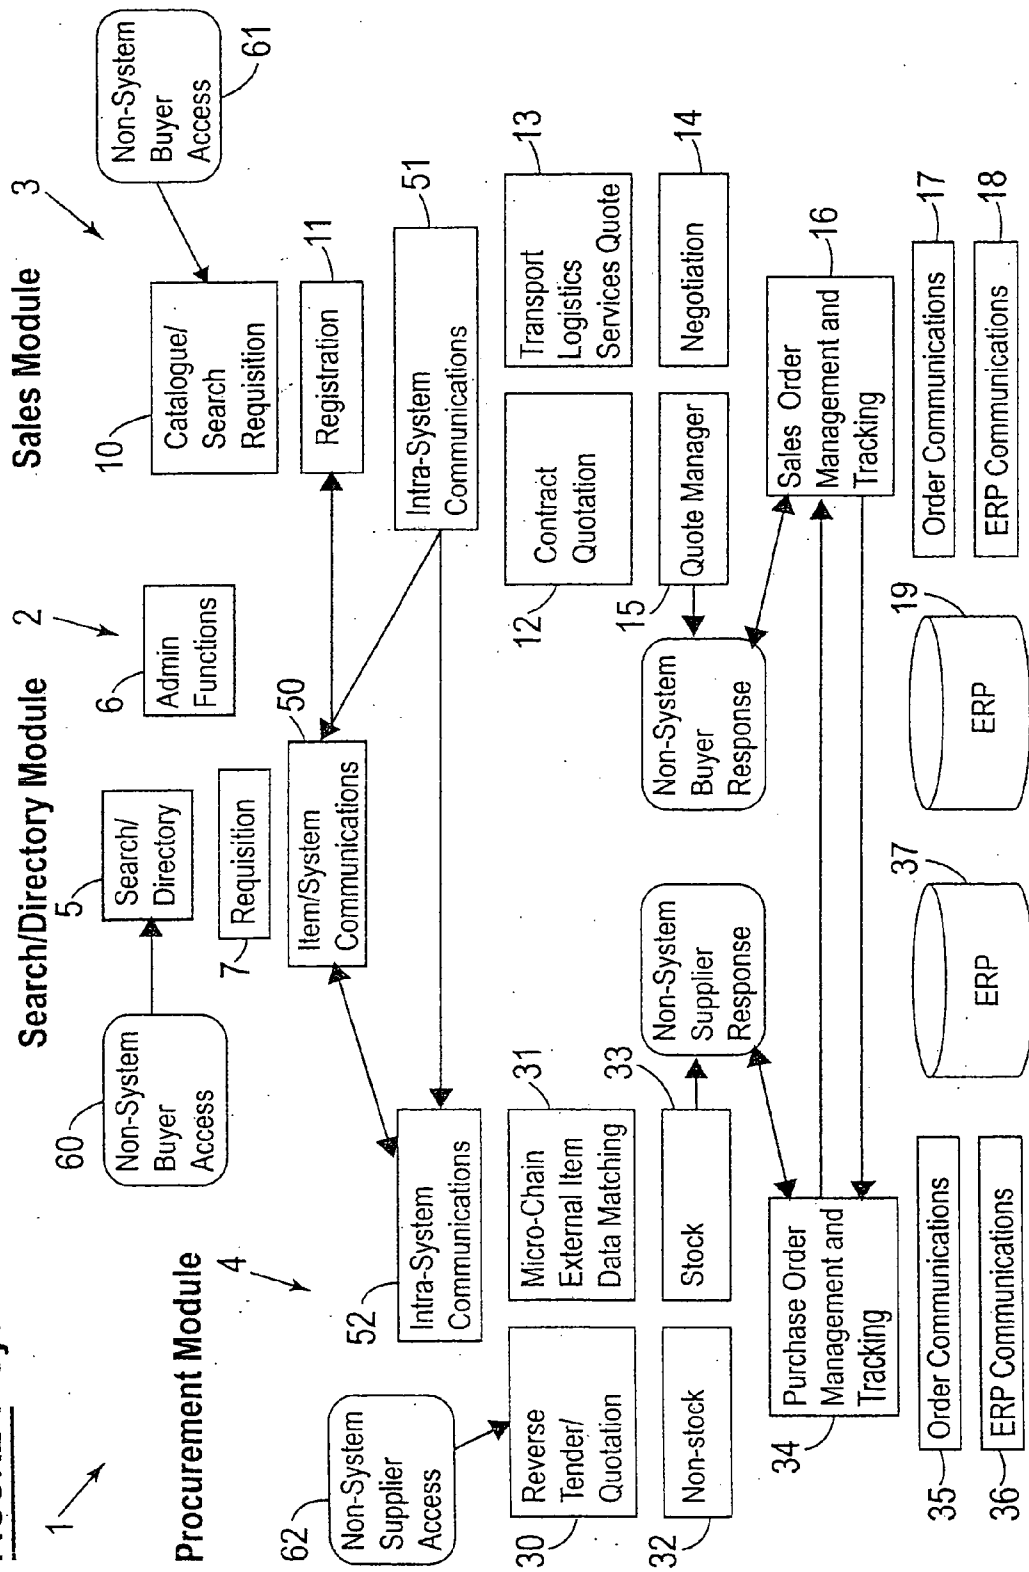 1
Procurement Module
Search/Directory Module
Sales Module
4
2
3
62
Non-System
Supplier
Access
60
Non-System
Buyer
Access
5
Search/
Directory
6
Admin
Functions
7
Requisition
50
Item/System
Communications
10
Catalogue/
Search
Requisition
Non-System
Buyer
Access
61
Registration
11
52
Intra-System
Communications
Intra-System
Communications
51
Reverse
Tender/
Quotation
30
Micro-Chain
External Item
Data Matching
31
Contract
Quotation
12
Transport
Logistics
Services Quote
13
Non-stock
32
Stock
33
Non-System
Supplier
Response
Non-System
Buyer
Response
Quote Manager
15
Negotiation
14
Purchase Order
Management and
Tracking
34
Sales Order
Management and
Tracking
16
Order Communications
35
ERP Communications
36
ERP
37
ERP
19
Order Communications
17
ERP Communications
18